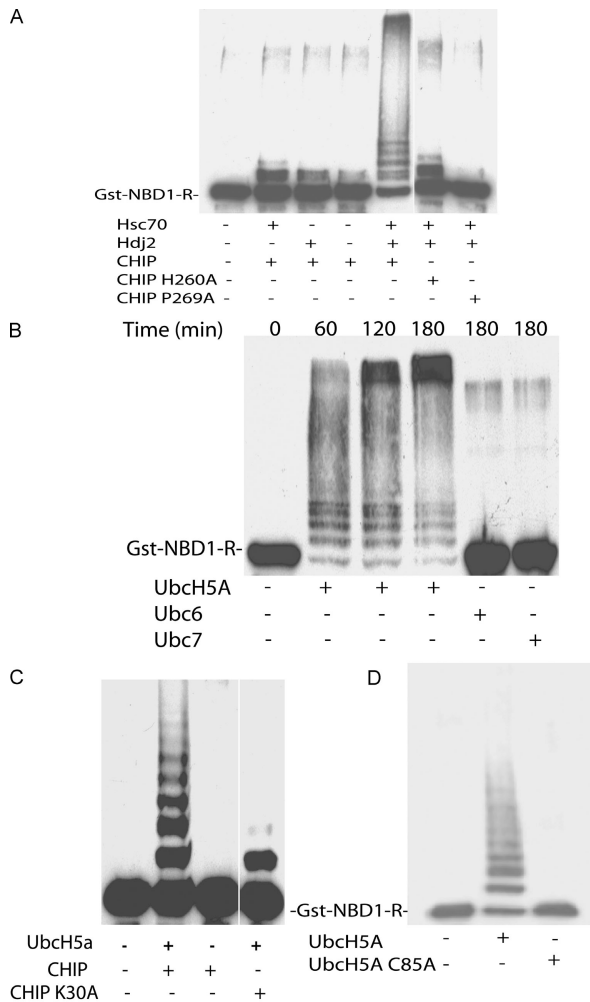 A
Gst-NBD1-R-
Hsc70 - + - - + + +
Hdj2 - - + - + + +
CHIP - + + + + - -
CHIP H260A - - - - - + -
CHIP P269A - - - - - - +
B
Time (min) 0 60 120 180 180 180
Gst-NBD1-R-
UbcH5A - + + + - -
Ubc6 - - - - + -
Ubc7 - - - - - +
C
UbcH5a - + - +
CHIP - + + -
CHIP K30A - - - +
D
-Gst-NBD1-R-
UbcH5A - + -
UbcH5A C85A - - +